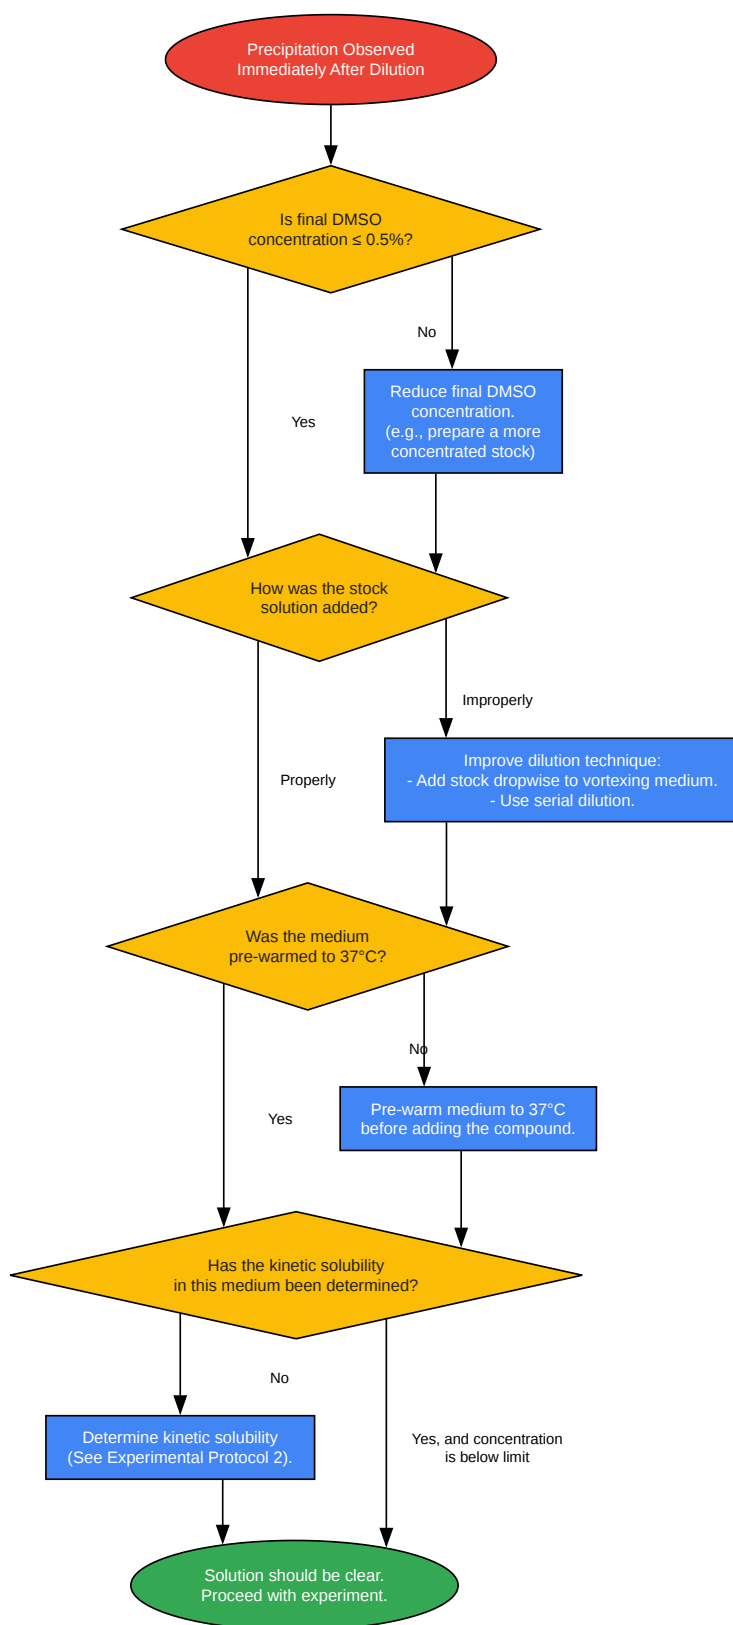 Precipitation Observed
Immediately After Dilution
Is final DMSO
concentration ≤ 0.5%?
No
Reduce final DMSO
concentration.
(e.g., prepare a more
concentrated stock)
Yes
How was the stock
solution added?
Improperly
Improve dilution technique:
- Add stock dropwise to vortexing medium.
- Use serial dilution.
Properly
Was the medium
pre-warmed to 37°C?
No
Pre-warm medium to 37°C
before adding the compound.
Yes
Has the kinetic solubility
in this medium been determined?
No
Determine kinetic solubility
(See Experimental Protocol 2).
Yes, and concentration
is below limit
Solution should be clear.
Proceed with experiment.